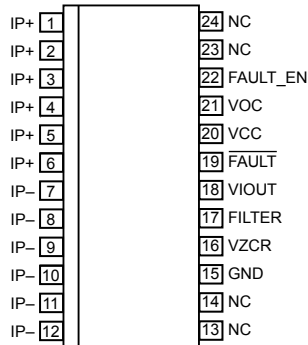 IP+ 1 24 NC
IP+ 2 23 NC
IP+ 3 22 FAULT_EN
IP+ 4 21 VOC
IP+ 5 20 VCC
IP+ 6 19 FAULT
IP– 7 18 VIOUT
IP– 8 17 FILTER
IP– 9 16 VZCR
IP– 10 15 GND
IP– 11 14 NC
IP– 12 13 NC